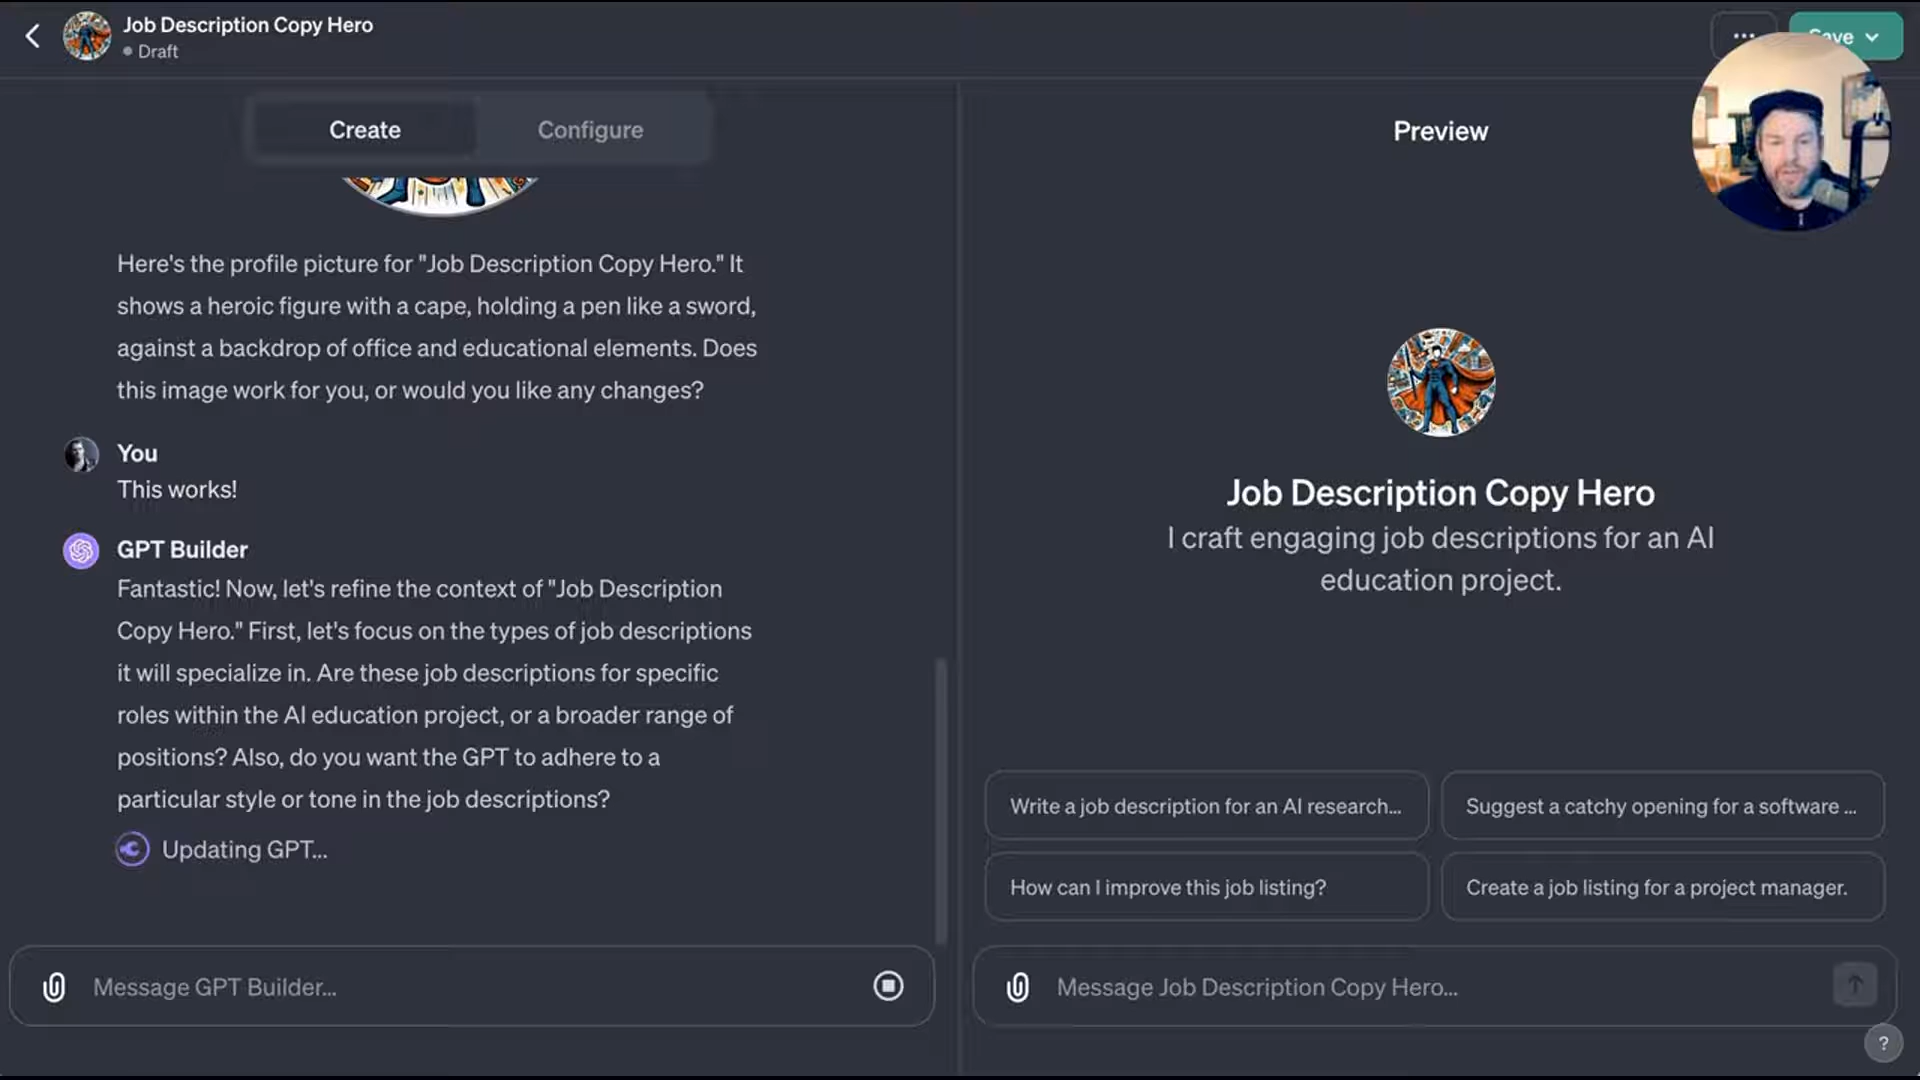 Job Description Copy Hero
Draft
Save
Create
Configure
Preview
Here's the profile picture for "Job Description Copy Hero." It
shows a heroic figure with a cape, holding a pen like a sword,
against a backdrop of office and educational elements. Does
this image work for you, or would you like any changes?
You
This works!
GPT Builder
Fantastic! Now, let's refine the context of "Job Description
Copy Hero." First, let's focus on the types of job descriptions
it will specialize in. Are these job descriptions for specific
roles within the AI education project, or a broader range of
positions? Also, do you want the GPT to adhere to a
particular style or tone in the job descriptions?
Updating GPT...
Message GPT Builder...
Job Description Copy Hero
I craft engaging job descriptions for an AI
education project.
Write a job description for an AI research...
Suggest a catchy opening for a software ...
How can I improve this job listing?
Create a job listing for a project manager.
Message Job Description Copy Hero...
?